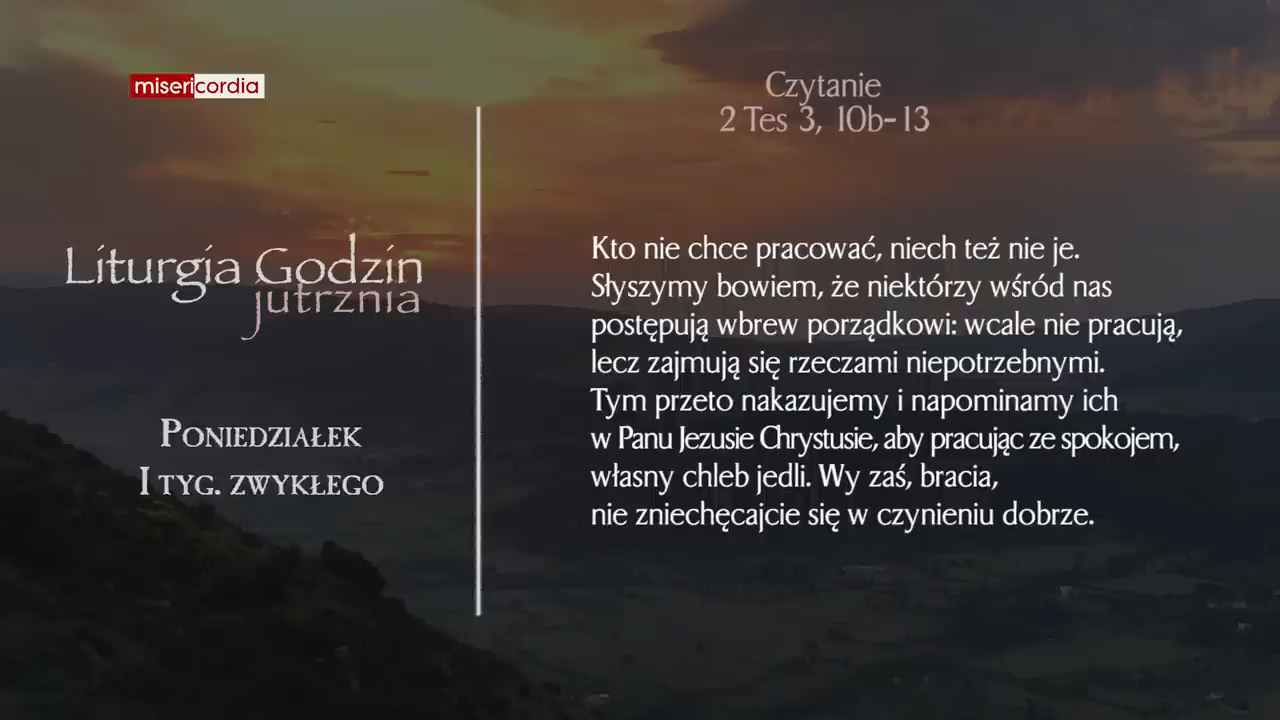 misericordia
Liturgia Godzin
jutrznia
Poniedziałek
I tyg. zwykłego
Czytanie
2 Tes 3, 10b-13
Kto nie chce pracować, niech też nie je.
Słyszymy bowiem, że niektórzy wśród nas
postępują wbrew porządkowi: wcale nie pracują,
lecz zajmują się rzeczami niepotrzebnymi.
Tym przeto nakazujemy i napominamy ich
w Panu Jezusie Chrystusie, aby pracując ze spokojem,
własny chleb jedli. Wy zaś, bracia,
nie zniechęcajcie się w czynieniu dobrze.